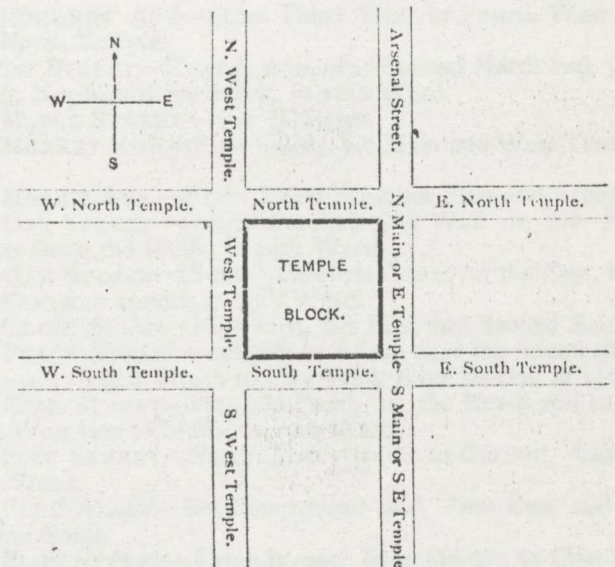 N
W E
S
N. West Temple.
Arsenal Street.
W. North Temple.
North Temple.
E. North Temple.
West Temple.
TEMPLE
BLOCK.
N Main or E Temple
W. South Temple.
South Temple.
E. South Temple.
S. West Temple.
S Main or S E Temple